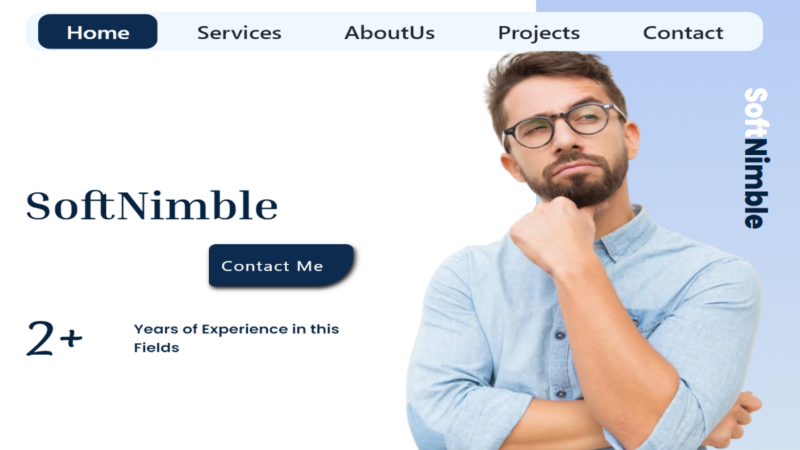 Home Services AboutUs Projects Contact
SoftNimble
SoftNimble
Contact Me
2+
Years of Experience in this
Fields